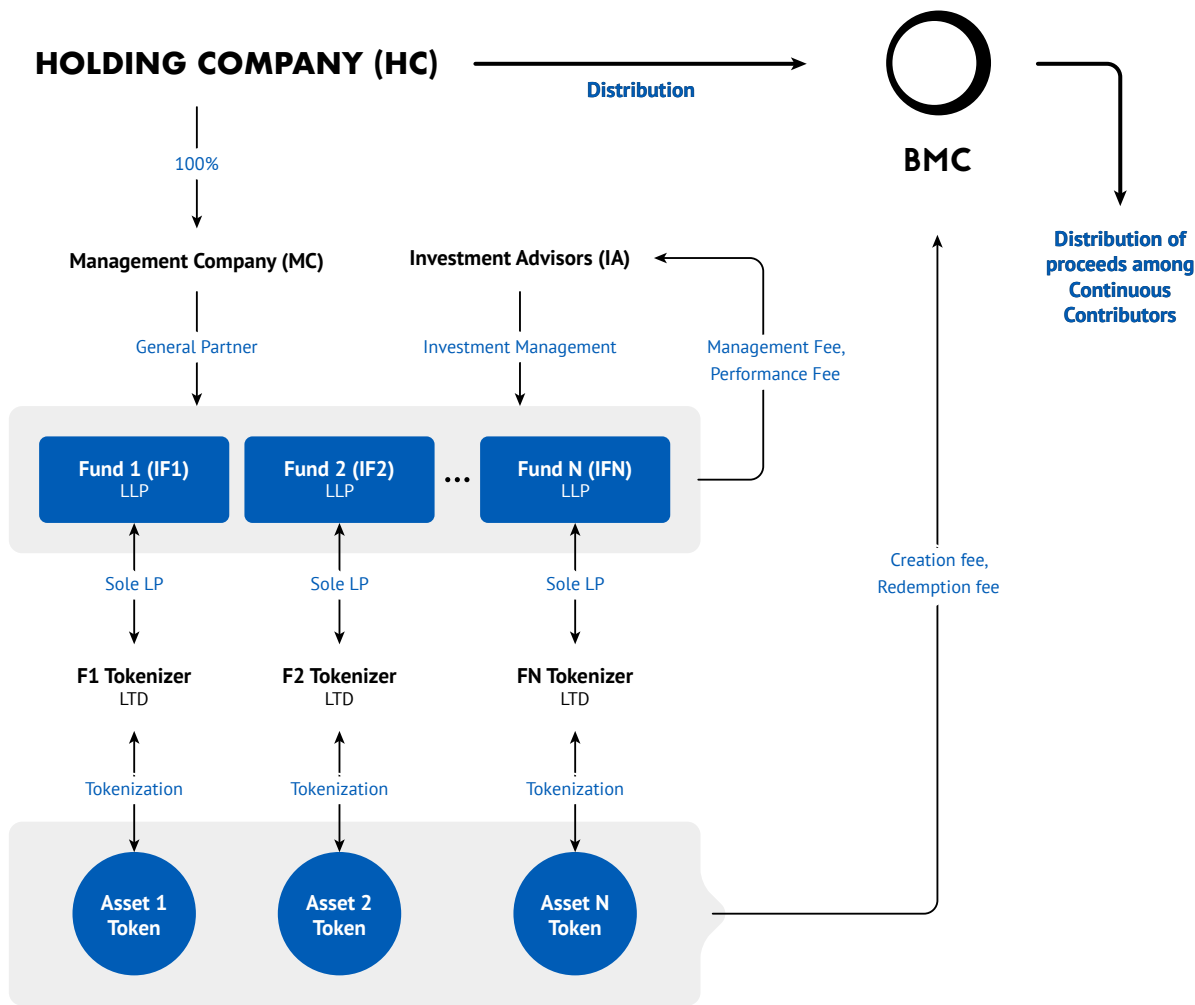 HOLDING COMPANY (HC)
Distribution
BMC
100%
Distribution of
proceeds among
Continuous
Contributors
Management Company (MC)
Investment Advisors (IA)
General Partner
Investment Management
Management Fee,
Performance Fee
Fund 1 (IF1)
LLP
Fund 2 (IF2)
LLP
...
Fund N (IFN)
LLP
Creation fee,
Redemption fee
Sole LP
Sole LP
Sole LP
F1 Tokenizer
LTD
F2 Tokenizer
LTD
FN Tokenizer
LTD
Tokenization
Tokenization
Tokenization
Asset 1
Token
Asset 2
Token
Asset N
Token